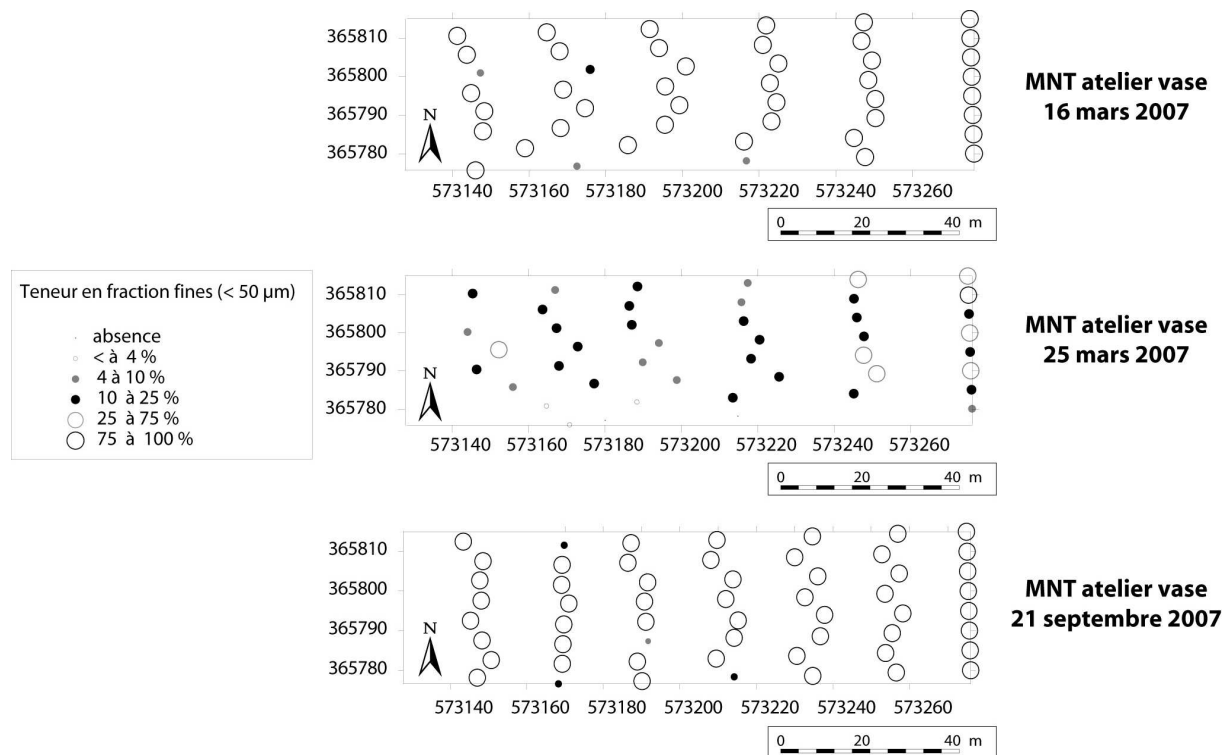 365810
365800
365790
365780
N
573140 573160 573180 573200 573220 573240 573260
0 20 40 m
MNT atelier vase
16 mars 2007
Teneur en fraction fines (< 50 µm)
absence
< à 4 %
4 à 10 %
10 à 25 %
25 à 75 %
75 à 100 %
365810
365800
365790
365780
N
573140 573160 573180 573200 573220 573240 573260
0 20 40 m
MNT atelier vase
25 mars 2007
365810
365800
365790
365780
N
573140 573160 573180 573200 573220 573240 573260
0 20 40 m
MNT atelier vase
21 septembre 2007